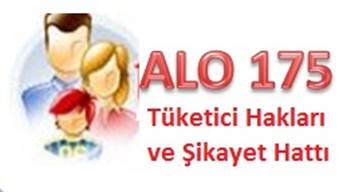 ALO 175
Tüketici Hakları
ve Şikayet Hattı